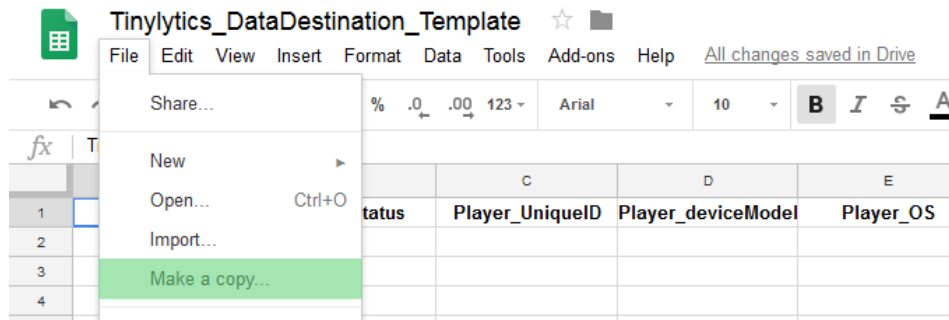 Tinylytics_DataDestination_Template
File Edit View Insert Format Data Tools Add-ons Help All changes saved in Drive
Share...
% .0 .00 123 Arial 10 B I S A
fx
New
Open... Ctrl+O
Import...
Make a copy...
C D E
1 tatus Player_UniqueID Player_deviceModel Player_OS
2
3
4